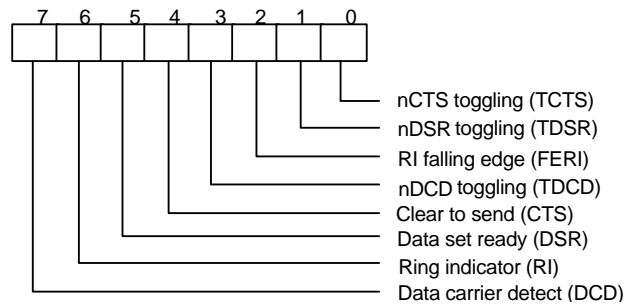 7 6 5 4 3 2 1 0
nCTS toggling (TCTS)
nDSR toggling (TDSR)
RI falling edge (FERI)
nDCD toggling (TDCD)
Clear to send (CTS)
Data set ready (DSR)
Ring indicator (RI)
Data carrier detect (DCD)